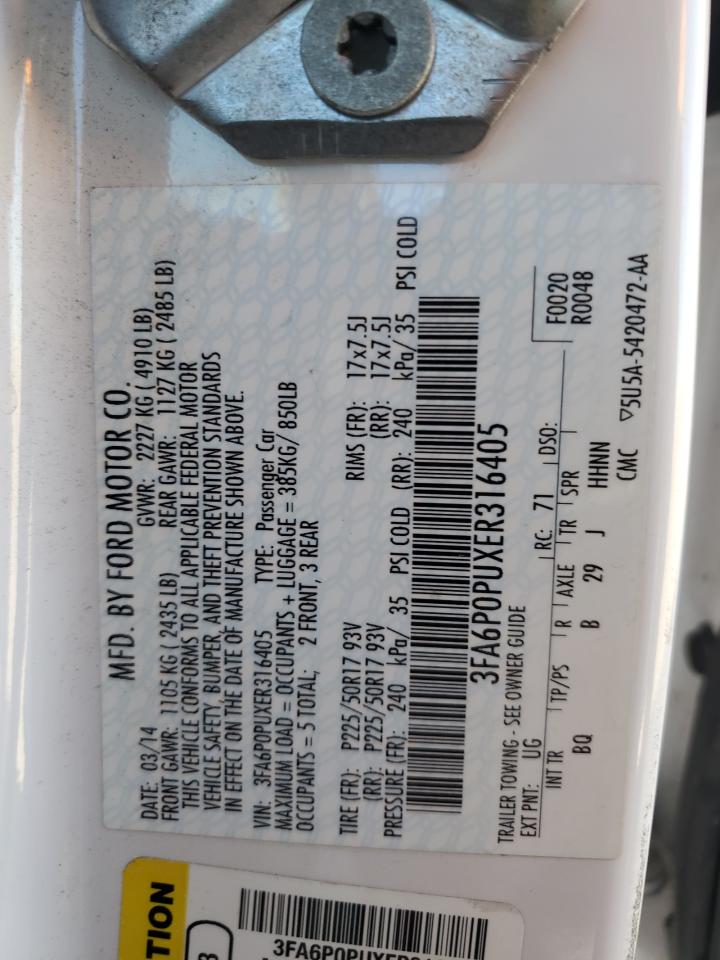 MFD. BY FORD MOTOR CO.
DATE: 03/14 GVWR: 2227 KG ( 4910 LB)
FRONT GAWR: 1105 KG ( 2435 LB) REAR GAWR: 1127 KG ( 2485 LB)
THIS VEHICLE CONFORMS TO ALL APPLICABLE FEDERAL MOTOR
VEHICLE SAFETY, BUMPER, AND THEFT PREVENTION STANDARDS
IN EFFECT ON THE DATE OF MANUFACTURE SHOWN ABOVE.
VIN: 3FA6P0PUXER316405 TYPE: Passenger Car
MAXIMUM LOAD = OCCUPANTS + LUGGAGE = 385KG/ 850LB
OCCUPANTS = 5 TOTAL; 2 FRONT, 3 REAR
TIRE (FR): P225/50R17 93V RIMS (FR): 17x7.5J
(RR): P225/50R17 93V (RR): 17x7.5J
PRESSURE (FR): 240 kPa/ 35 PSI COLD (RR): 240 kPa/ 35 PSI COLD
3FA6P0PUXER316405
TRAILER TOWING - SEE OWNER GUIDE
EXT PNT: UG RC: 71 DSO: F0020
R0048
INT TR TP/PS R AXLE TR SPR
BQ B 29 J HHNN
CMC ▽5U5A-5420472-AA
TION